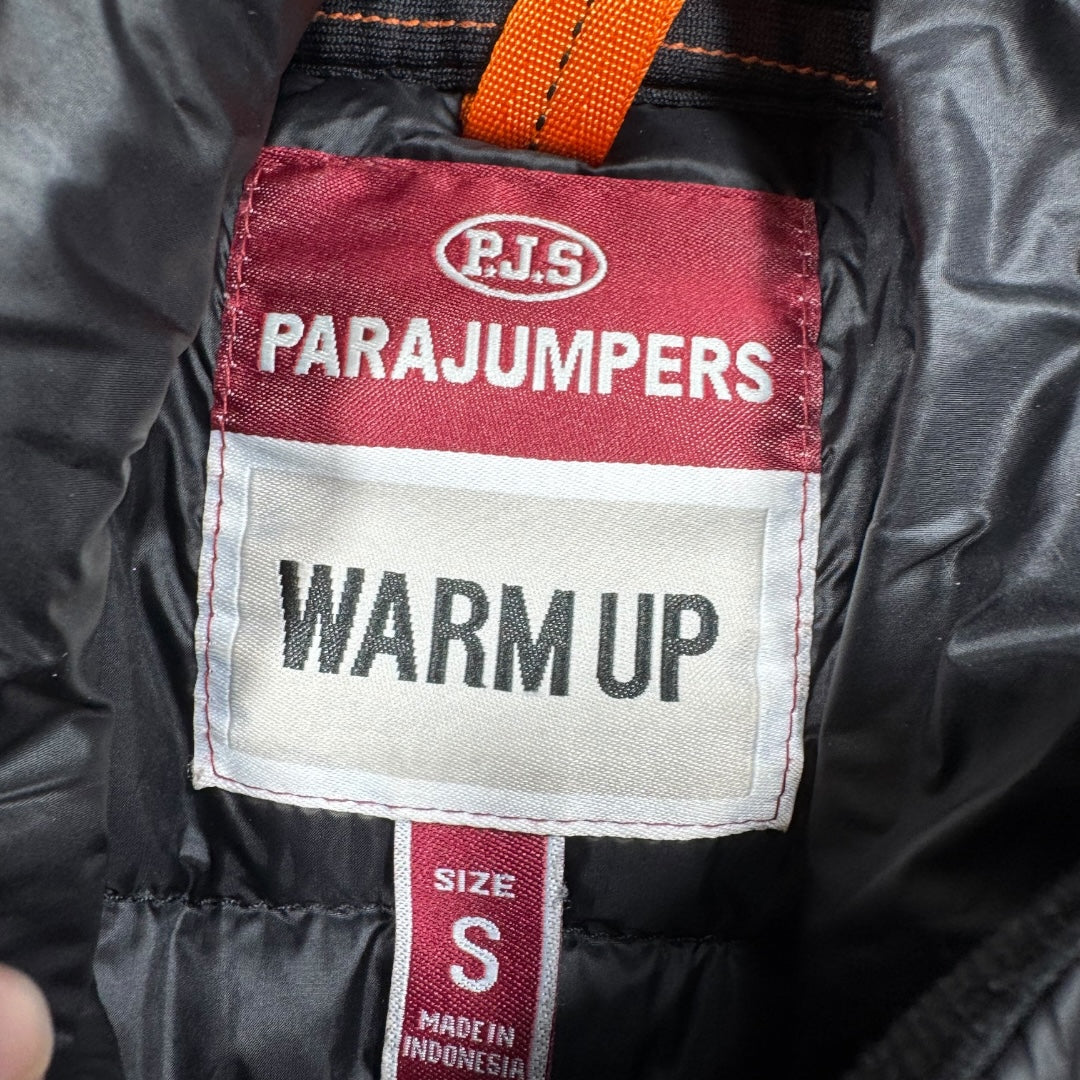 P.J.S
PARAJUMPERS
WARM UP
SIZE
S
MADE IN
INDONESIA